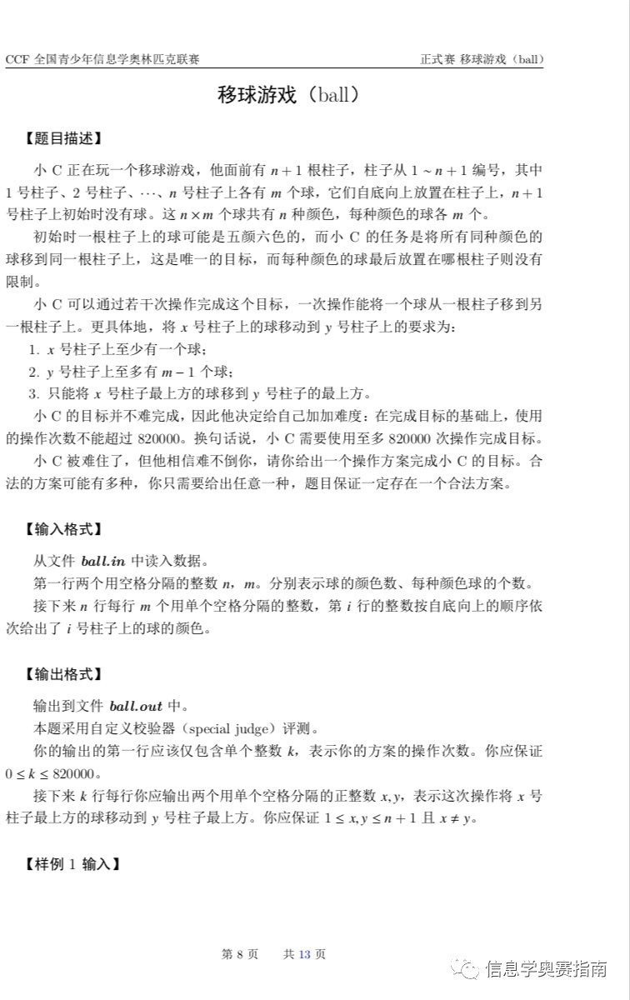 CCF 全国青少年信息学奥林匹克联赛 正式赛 移球游戏（ball）
移球游戏（ball）
【题目描述】
小 C 正在玩一个移球游戏，他面前有 n + 1 根柱子，柱子从 1 ~ n + 1 编号，其中
1 号柱子、2 号柱子、⋯、n 号柱子上各有 m 个球，它们自底向上放置在柱子上，n + 1
号柱子上初始时没有球。这 n × m 个球共有 n 种颜色，每种颜色的球各 m 个。
初始时一根柱子上的球可能是五颜六色的，而小 C 的任务是将所有同种颜色的
球移到同一根柱子上，这是唯一的目标，而每种颜色的球最后放置在哪根柱子则没有
限制。
小 C 可以通过若干次操作完成这个目标，一次操作能将一个球从一根柱子移到另
一根柱子上。更具体地，将 x 号柱子上的球移动到 y 号柱子上的要求为：
1. x 号柱子上至少有一个球；
2. y 号柱子上至多有 m − 1 个球；
3. 只能将 x 号柱子最上方的球移到 y 号柱子的最上方。
小 C 的目标并不难完成，因此他决定给自己加加难度：在完成目标的基础上，使用
的操作次数不能超过 820000。换句话说，小 C 需要使用至多 820000 次操作完成目标。
小 C 被难住了，但他相信难不倒你，请你给出一个操作方案完成小 C 的目标。合
法的方案可能有多种，你只需要给出任意一种，题目保证一定存在一个合法方案。
【输入格式】
从文件 ball.in 中读入数据。
第一行两个用空格分隔的整数 n，m。分别表示球的颜色数、每种颜色球的个数。
接下来 n 行每行 m 个用单个空格分隔的整数，第 i 行的整数按自底向上的顺序依
次给出了 i 号柱子上的球的颜色。
【输出格式】
输出到文件 ball.out 中。
本题采用自定义校验器（special judge）评测。
你的输出的第一行应该仅包含单个整数 k，表示你的方案的操作次数。你应保证
0 ≤ k ≤ 820000。
接下来 k 行每行你应输出两个用单个空格分隔的正整数 x, y，表示这次操作将 x 号
柱子最上方的球移动到 y 号柱子最上方。你应保证 1 ≤ x, y ≤ n + 1 且 x ≠ y。
【样例 1 输入】
第 8 页 共 13 页
信息学奥赛指南